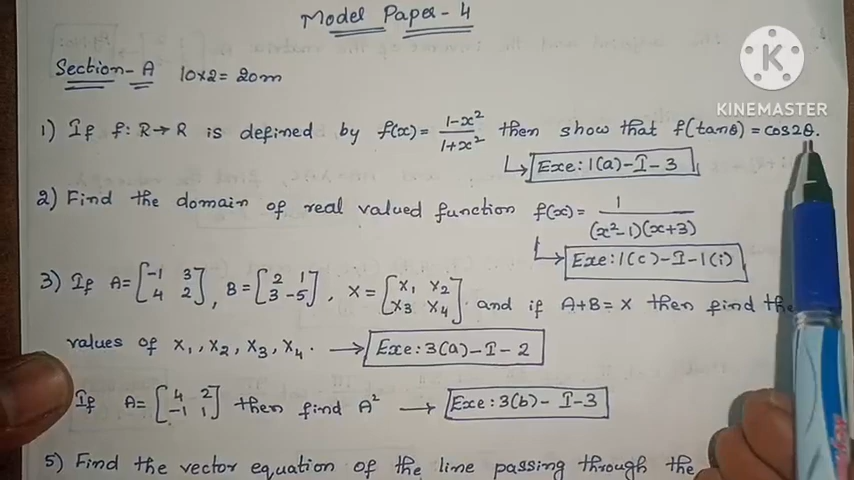 Model Paper - 4
K
KINEMASTER
Section - A 10x2 = 20m
1) If f: R→R is defined by f(x) = 1-x²/1+x² then show that f(tanθ) = cos2θ.
Exe: 1(a) - I - 3
2) Find the domain of real valued function f(x) = 1/(x²-1)(x+3)
Exe: 1(c) - I - 1(i)
3) If A = [-1 3 4 2], B = [2 1 3 -5], X = [x₁ x₂ x₃ x₄] and if A+B = X then find the
values of x₁, x₂, x₃, x₄. → Exe: 3(a) - I - 2
If A = [4 2 -1 1] then find A² → Exe: 3(b) - I - 3
5) Find the vector equation of the line passing through the